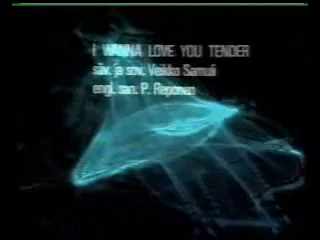 I WANNA LOVE YOU TENDER
säv. ja sov. Veikko Samuli
engl. san. P. Reponen